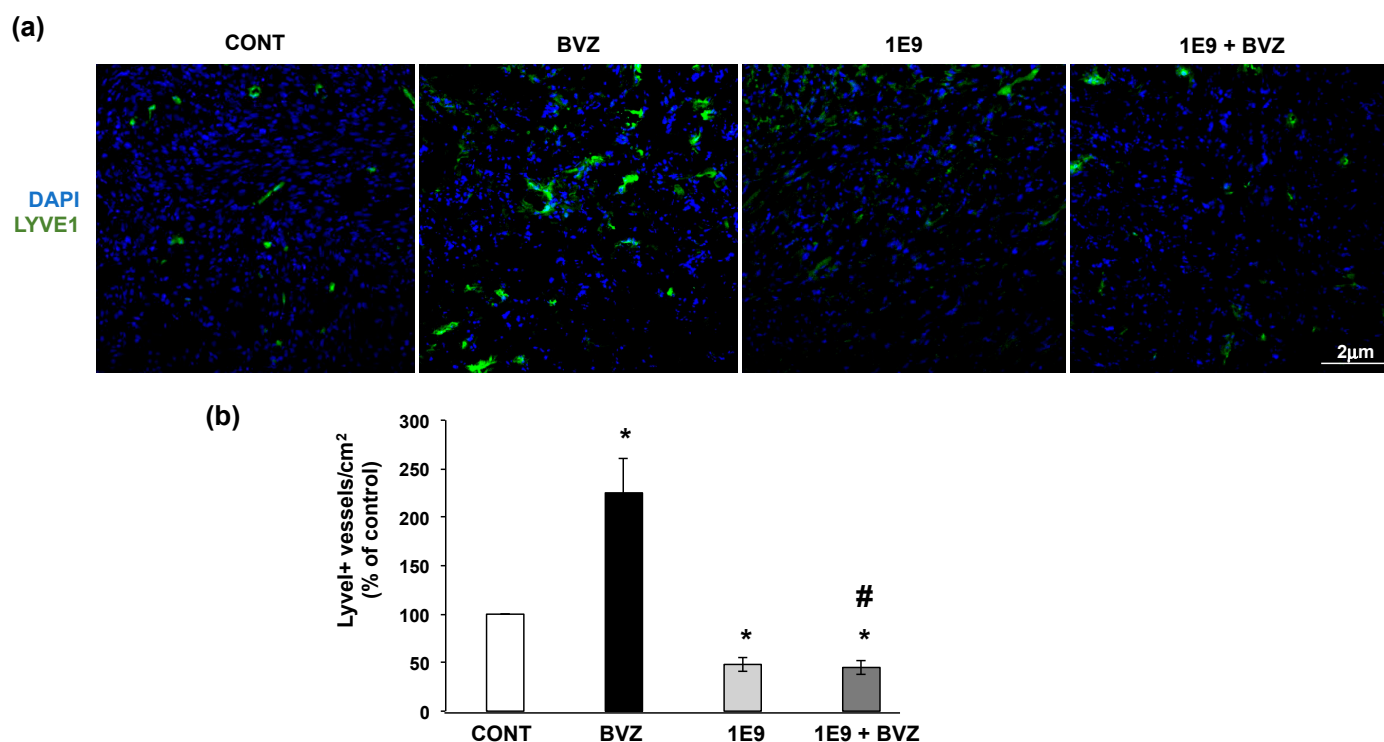 (a)
CONT BVZ 1E9 1E9 + BVZ
DAPI
LYVE1
2µm
(b)
Lyvel+ vessels/cm²
(% of control)
300
250
200
150
100
50
0
*
*
#
*
CONT BVZ 1E9 1E9 + BVZ